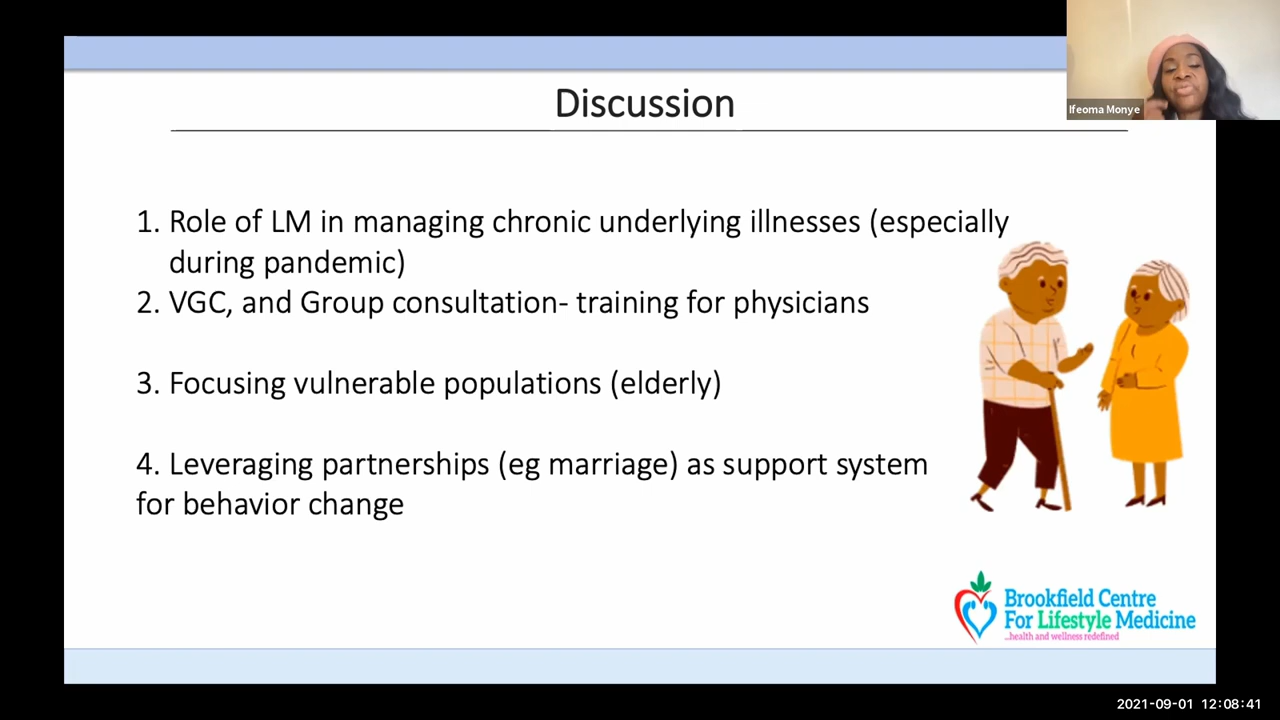 Discussion
Ifeoma Monye
1. Role of LM in managing chronic underlying illnesses (especially
during pandemic)
2. VGC, and Group consultation- training for physicians
3. Focusing vulnerable populations (elderly)
4. Leveraging partnerships (eg marriage) as support system
for behavior change
Brookfield Centre
For Lifestyle Medicine
...health and wellness redefined
2021-09-01 12:08:41